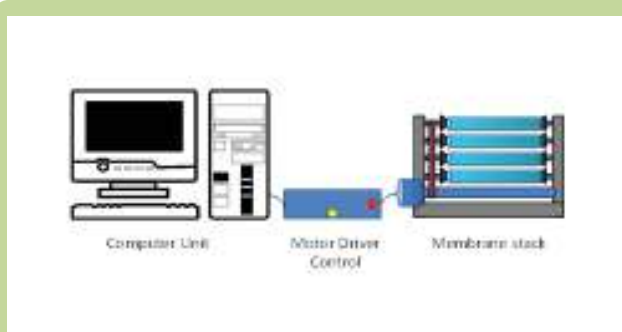 Computer Unit
Motor Driver
Control
Membrane stack